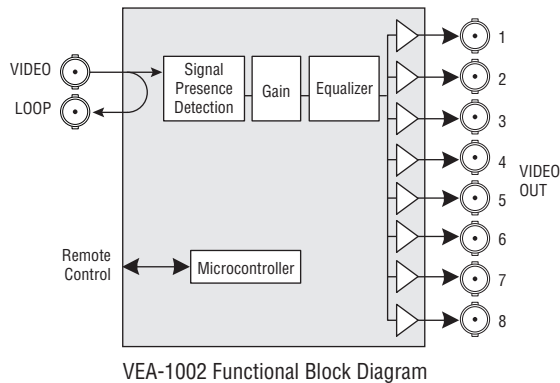 VIDEO
LOOP
Signal
Presence
Detection
Gain
Equalizer
1
2
3
4
5
6
7
8
VIDEO
OUT
Remote
Control
Microcontroller
VEA-1002 Functional Block Diagram